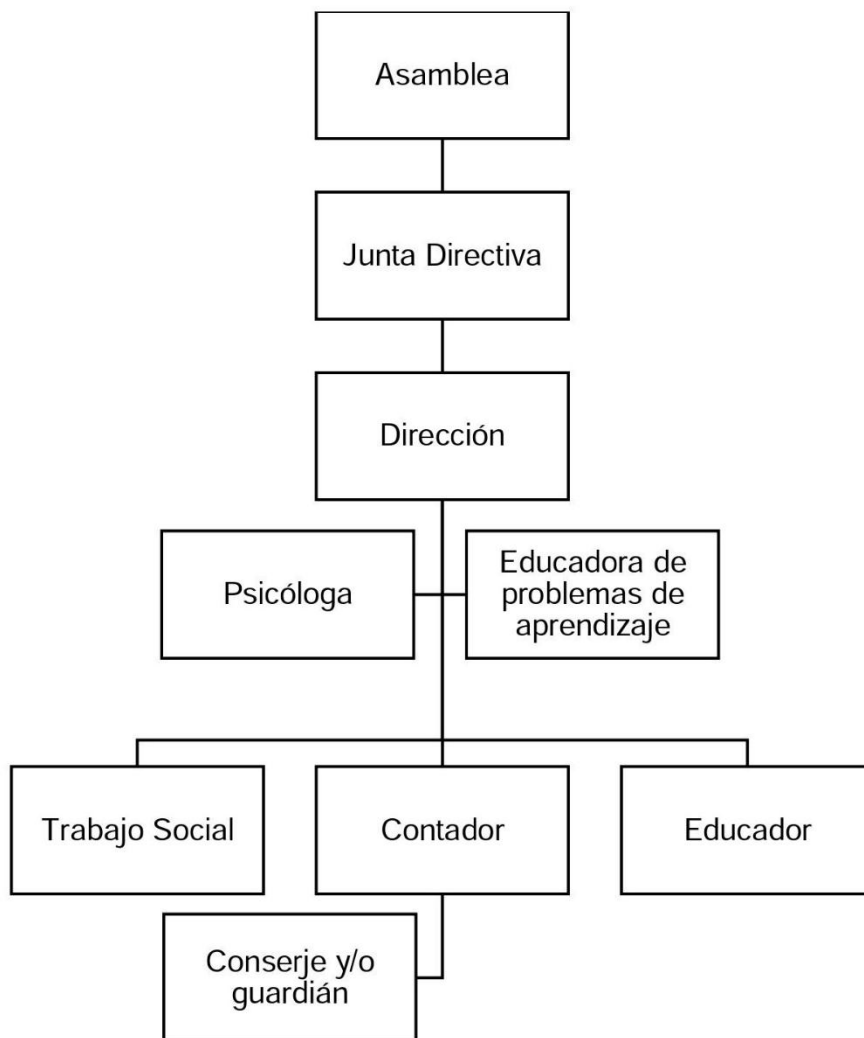 Asamblea
Junta Directiva
Dirección
Psicóloga
Educadora de
problemas de
aprendizaje
Trabajo Social
Contador
Educador
Conserje y/o
guardián